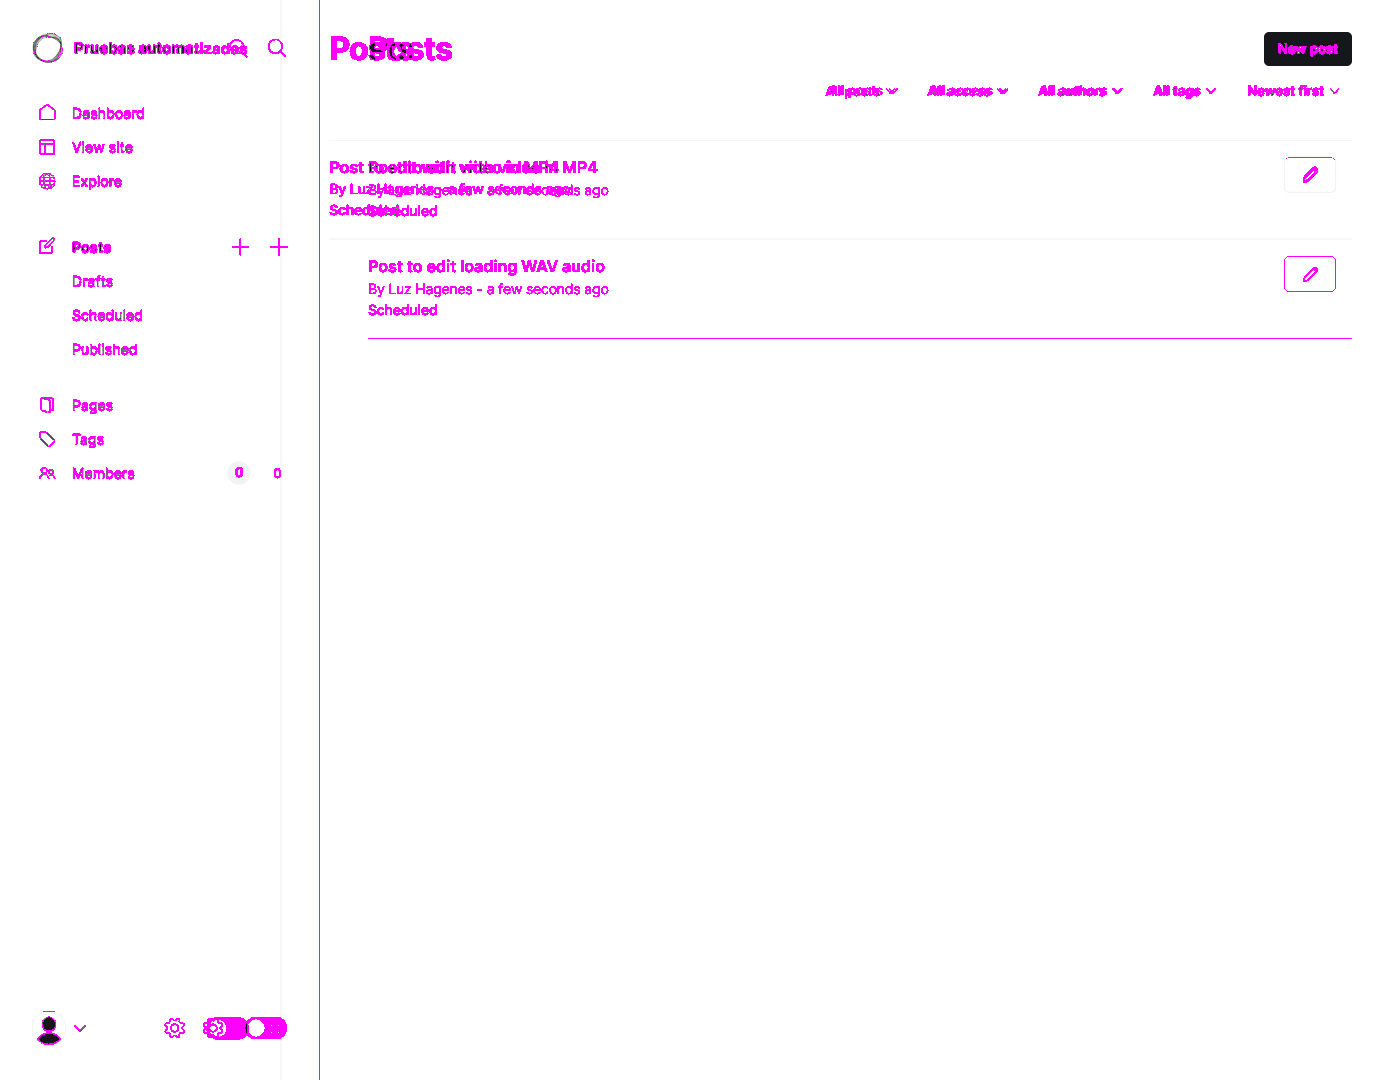 Pruebas automatizadas
Dashboard
View site
Explore
Posts
Drafts
Scheduled
Published
Pages
Tags
Members 0 0
Posts Posts
New post
All posts
All access
All authors
All tags
Newest first
Post to edit with video MP4
By Luz Hagenes - a few seconds ago
Scheduled
Post to edit loading WAV audio
By Luz Hagenes - a few seconds ago
Scheduled